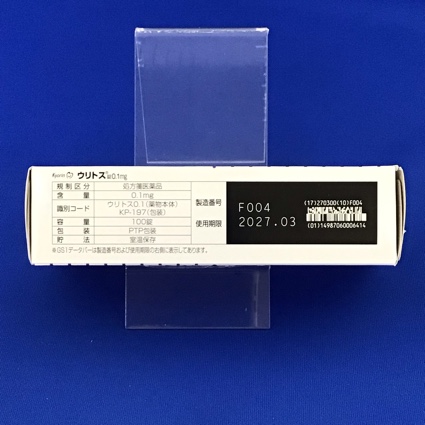 Kyorin ウリトス錠0.1mg
規制区分 処方箋医薬品
含量 0.1mg
識別コード ウリトス0.1(薬物本体)
KP-197(包装)
容量 100錠
包装 PTP包装
貯法 室温保存
※GS1データバーは製造番号および使用期限の右側に表示してあります。
製造番号 F004
使用期限 2027.03
(17)270300(10)F004
(01)14987060006414